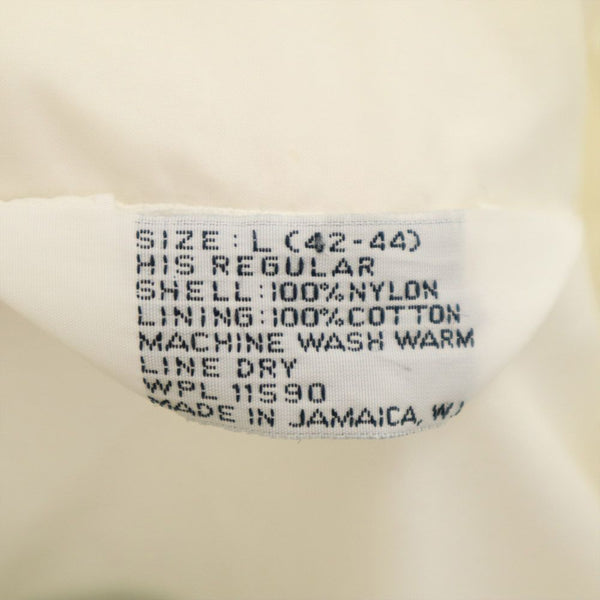 SIZE: L (42-44)
HIS REGULAR
SHELL: 100% NYLON
LINING: 100% COTTON
MACHINE WASH WARM
LINE DRY
WPL 11590
MADE IN JAMAICA, W.I